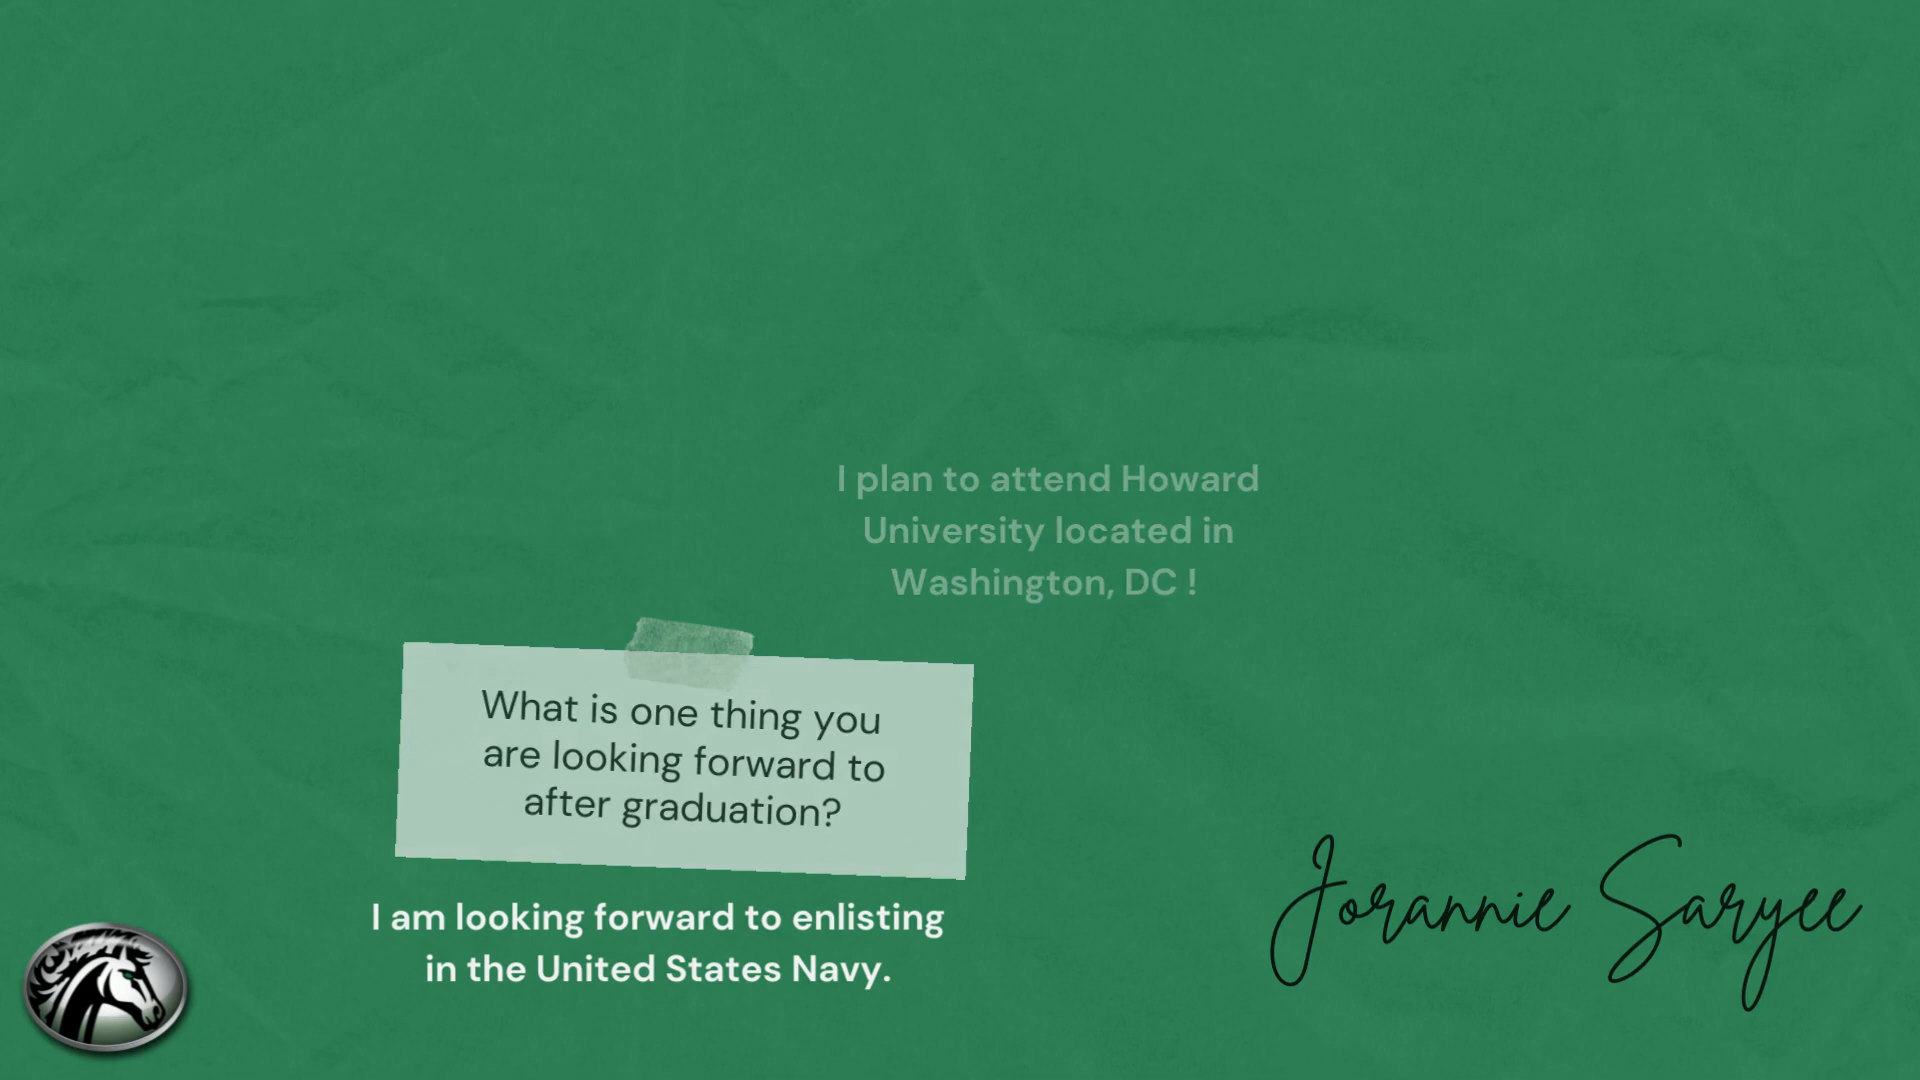 I plan to attend Howard
University located in
Washington, DC !
What is one thing you
are looking forward to
after graduation?
I am looking forward to enlisting
in the United States Navy.
Jorannie Saryee